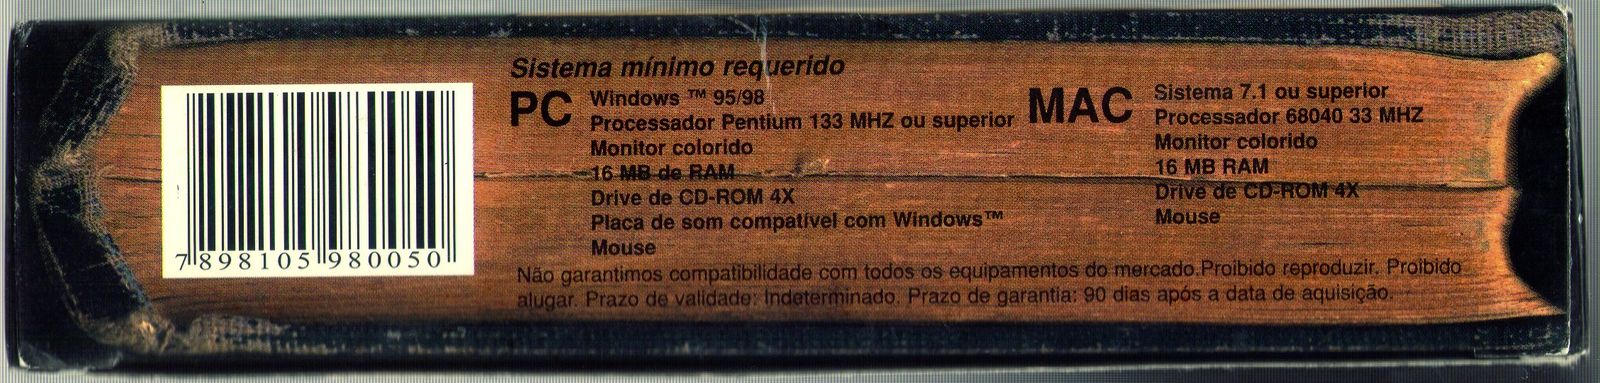 Sistema mínimo requerido
PC
Windows ™ 95/98
Processador Pentium 133 MHZ ou superior
Monitor colorido
16 MB de RAM
Drive de CD-ROM 4X
Placa de som compatível com Windows™
Mouse
MAC
Sistema 7.1 ou superior
Processador 68040 33 MHZ
Monitor colorido
16 MB RAM
Drive de CD-ROM 4X
Mouse
Não garantimos compatibilidade com todos os equipamentos do mercado.Proibido reproduzir. Proibido
alugar. Prazo de validade: Indeterminado. Prazo de garantia: 90 dias após a data de aquisição.
7 898105 980050